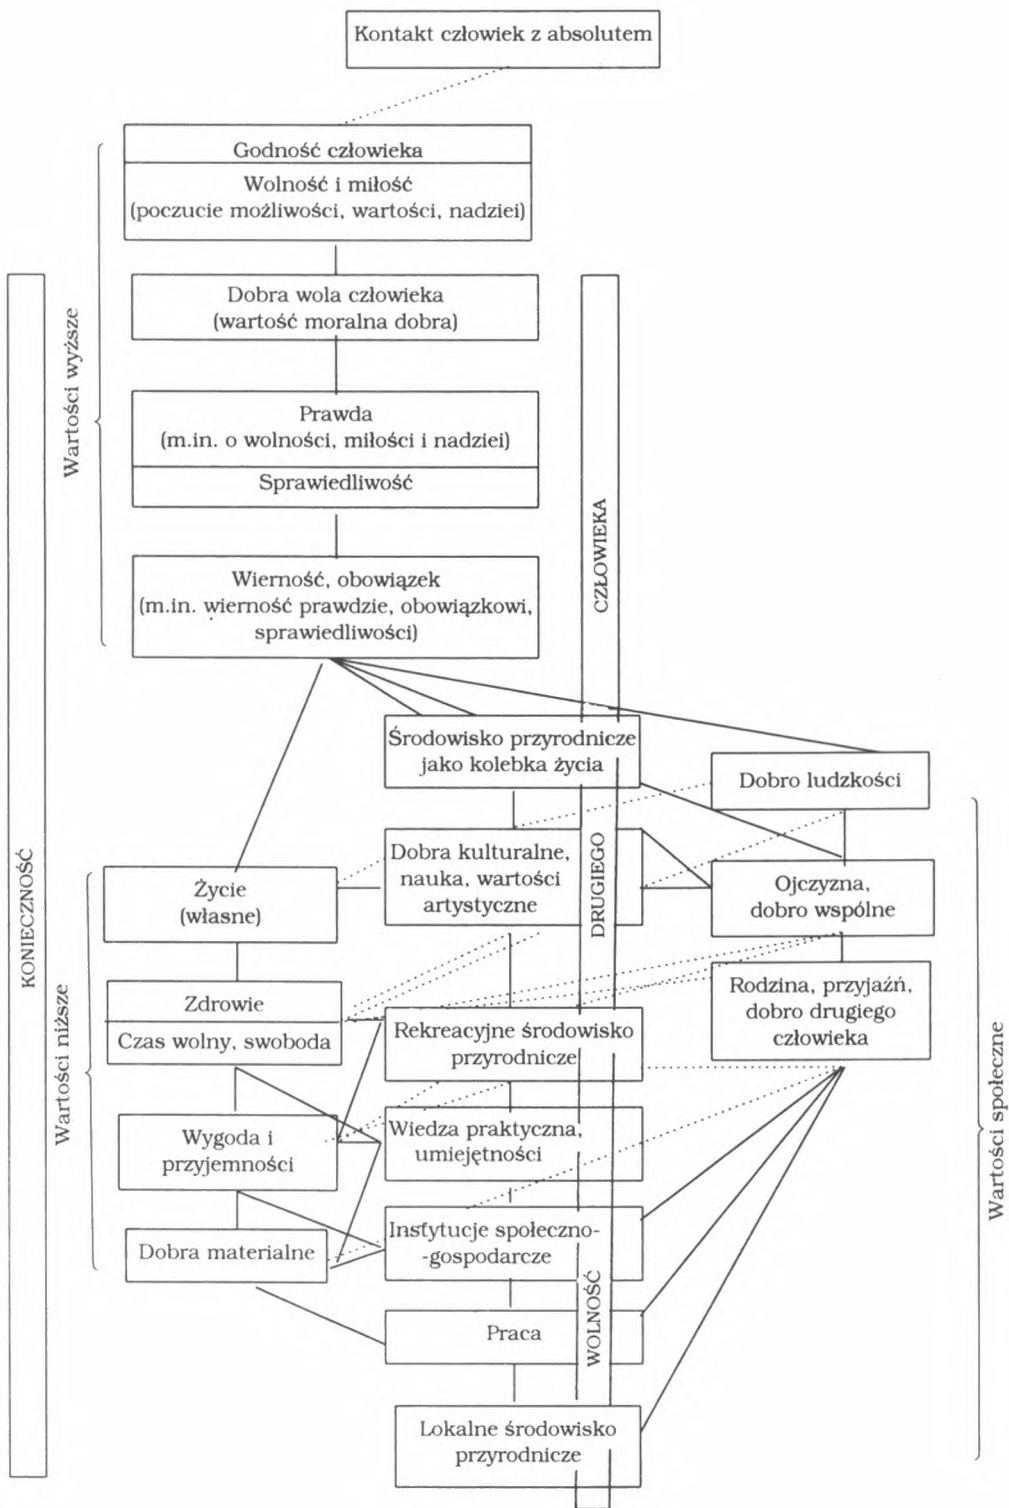 Kontakt człowiek z absolutem
Godność człowieka
Wolność i miłość
(poczucie możliwości, wartości, nadziei)
Dobra wola człowieka
(wartość moralna dobra)
Wartości wyższe
Prawda
(m.in. o wolności, miłości i nadziei)
Sprawiedliwość
Wierność, obowiązek
(m.in. wierność prawdzie, obowiązkowi,
sprawiedliwości)
KONIECZNOŚĆ
WOLNOŚĆ DRUGIEGO CZŁOWIEKA
Środowisko przyrodnicze
jako kolebka życia
Dobro ludzkości
Dobra kulturalne,
nauka, wartości
artystyczne
Życie
(własne)
Ojczyzna,
dobro wspólne
Wartości niższe
Zdrowie
Czas wolny, swoboda
Rekreacyjne środowisko
przyrodnicze
Rodzina, przyjaźń,
dobro drugiego
człowieka
Wartości społeczne
Wygoda i
przyjemności
Wiedza praktyczna,
umiejętności
Dobra materialne
Instytucje społeczno-
-gospodarcze
Praca
Lokalne środowisko
przyrodnicze